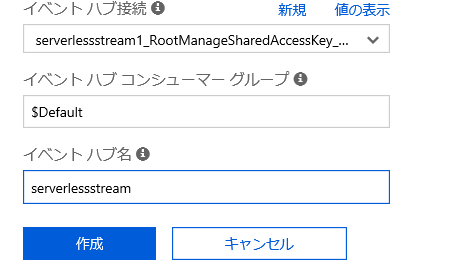 イベント ハブ接続 新規 値の表示
serverlessstream1_RootManageSharedAccessKey_...
イベント ハブ コンシューマー グループ
$Default
イベント ハブ名
serverlessstream
作成 キャンセル